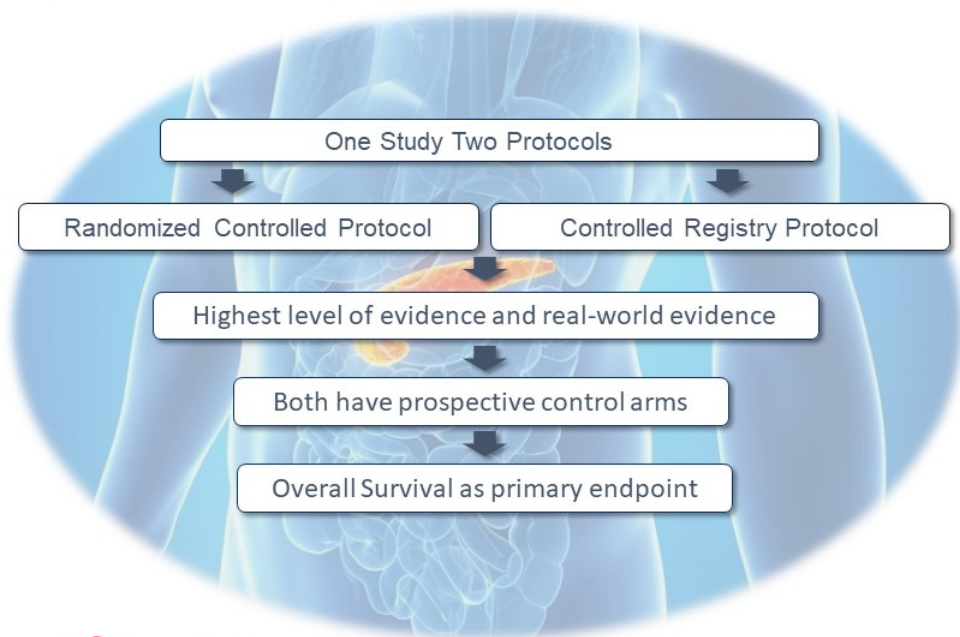 One Study Two Protocols
Randomized Controlled Protocol
Controlled Registry Protocol
Highest level of evidence and real-world evidence
Both have prospective control arms
Overall Survival as primary endpoint